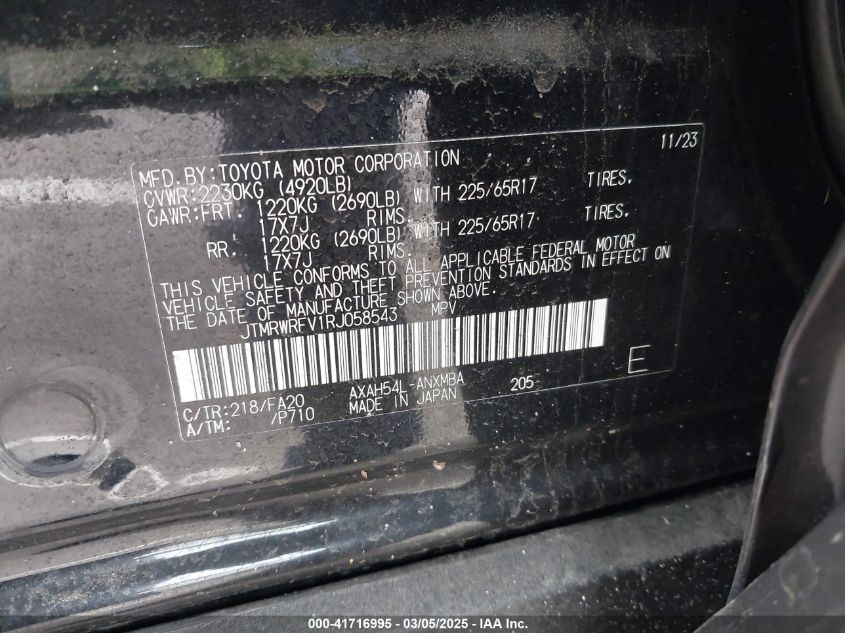 11/23
MFD.BY:TOYOTA MOTOR CORPORATION
GVWR:2230KG (4920LB)
GAWR:FRT. 1220KG (2690LB) WITH 225/65R17 TIRES.
17X7J RIMS.
RR. 1220KG (2690LB) WITH 225/65R17 TIRES.
17X7J RIMS.
THIS VEHICLE CONFORMS TO ALL APPLICABLE FEDERAL MOTOR
VEHICLE SAFETY AND THEFT PREVENTION STANDARDS IN EFFECT ON
THE DATE OF MANUFACTURE SHOWN ABOVE.
JTMRWRFV1RJ058543 MPV
E
C/TR:218/FA20 AXAH54L-ANXMBA 205
A/TM: /P710 MADE IN JAPAN
000-41716995 - 03/05/2025 - © IAA Holdings, LLC.